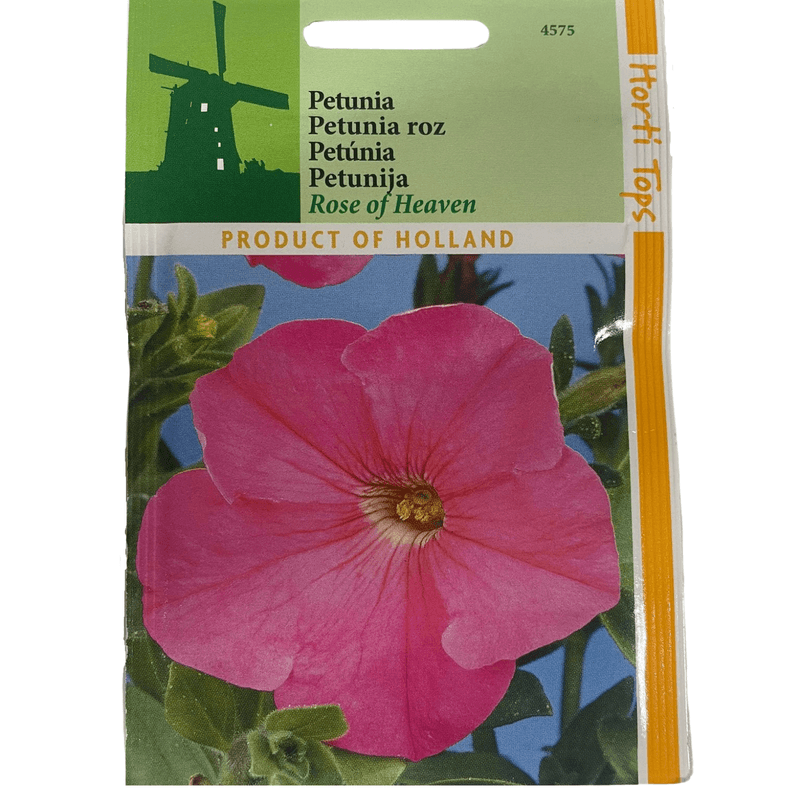 4575
Petunia
Petunia roz
Petúnia
Petunija
Rose of Heaven
PRODUCT OF HOLLAND
Horti Tops